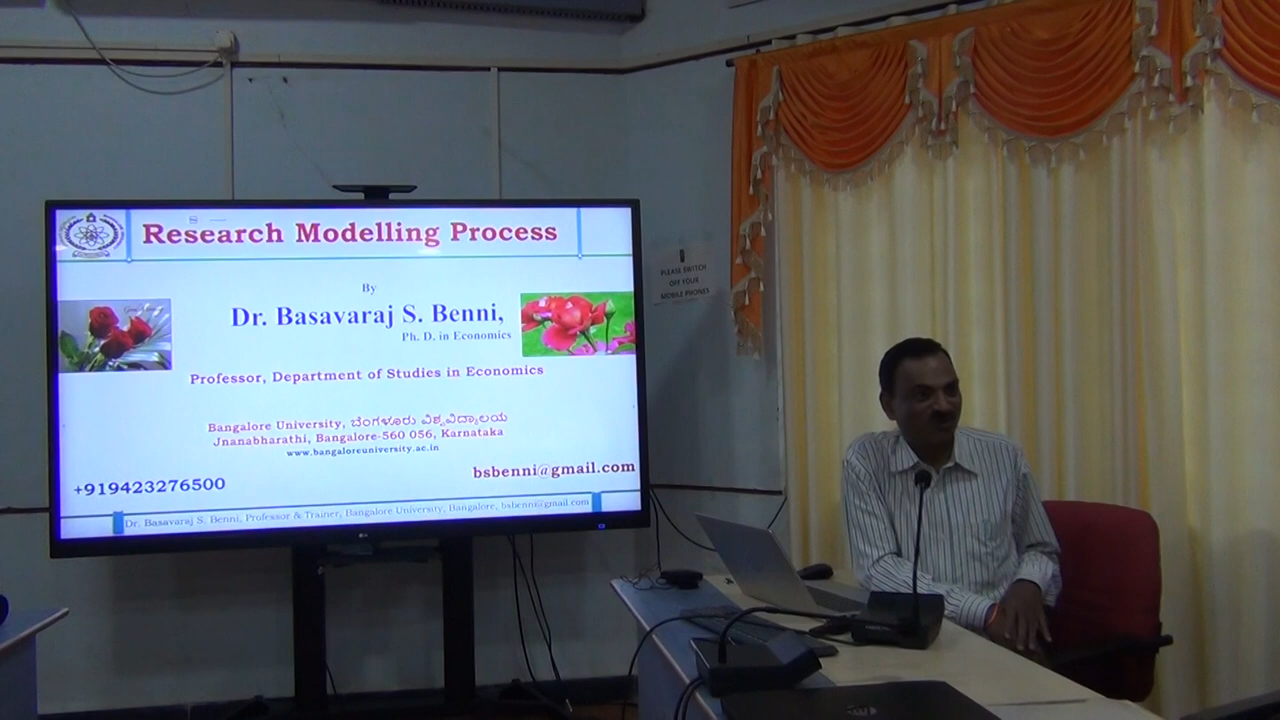 Research Modelling Process
By
Dr. Basavaraj S. Benni,
Ph. D. in Economics
Professor, Department of Studies in Economics
Bangalore University, ಬೆಂಗಳೂರು ವಿಶ್ವವಿದ್ಯಾಲಯ
Jnanabharathi, Bangalore-560 056, Karnataka
www.bangaloreuniversity.ac.in
bsbenni@gmail.com
+919423276500
Dr. Basavaraj S. Benni, Professor & Trainer, Bangalore University, Bangalore, bsbenni@gmail.com
LG
PLEASE SWITCH
OFF YOUR
MOBILE PHONES